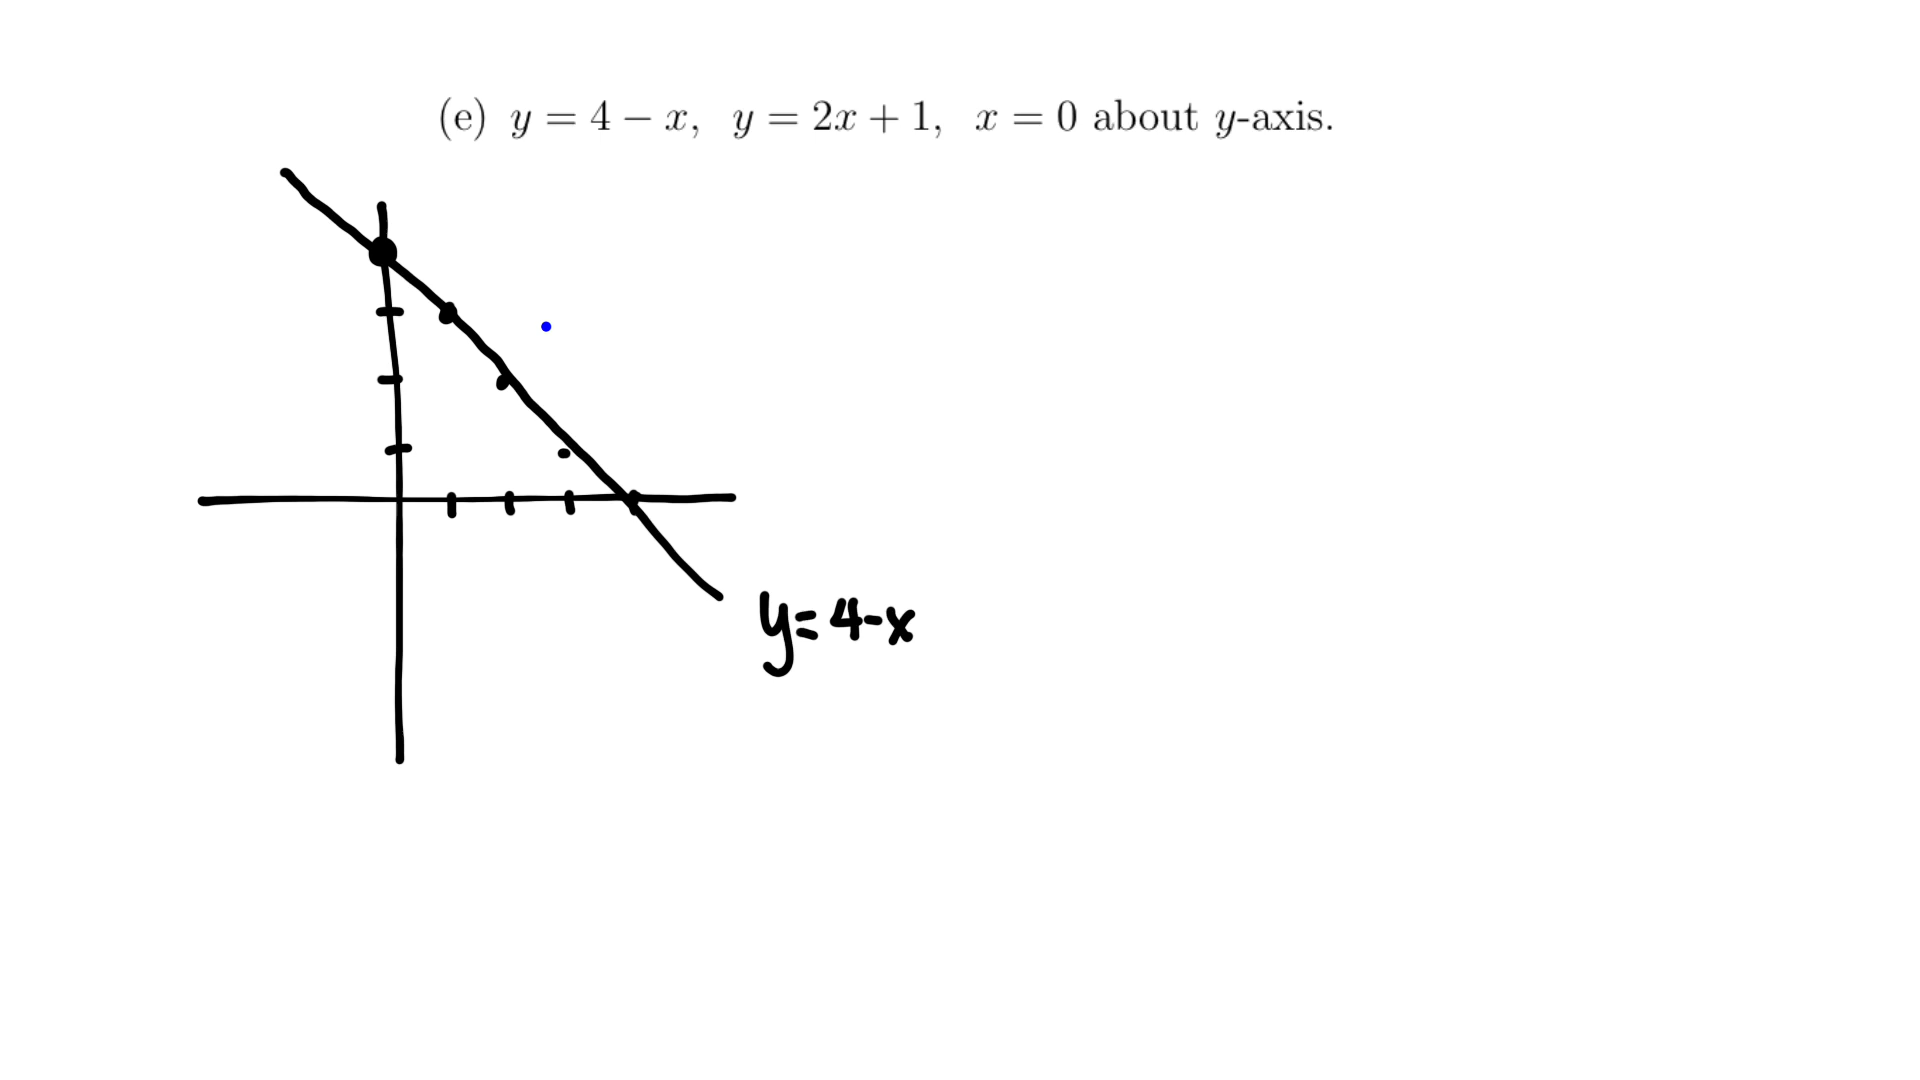 (e) y = 4 − x, y = 2x + 1, x = 0 about y-axis.
y=4-x